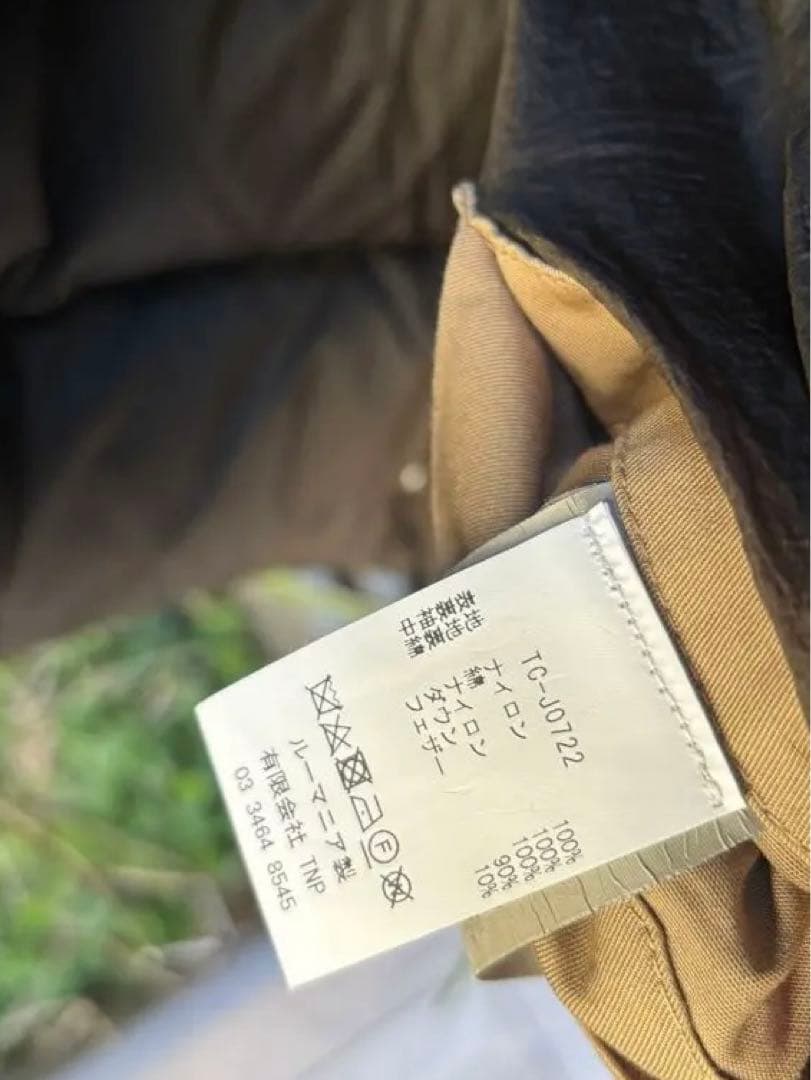 TC-J0722
表地 ナイロン 100%
裏地 綿 100%
袖裏 ナイロン 100%
中綿 ダウン 90%
フェザー 10%
F
ルーマニア製
有限会社 TNP
03 3464 8545